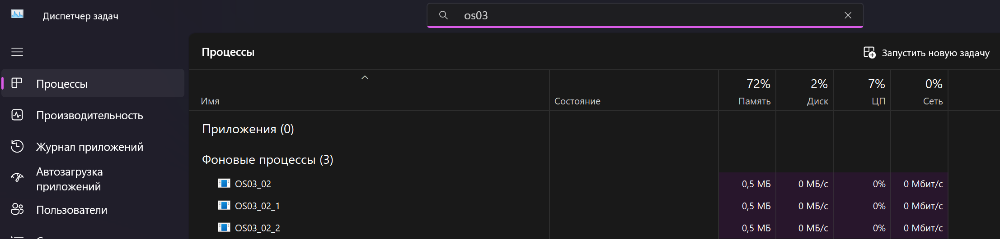 Диспетчер задач
os03
Процессы
Запустить новую задачу
Процессы
Производительность
Журнал приложений
Автозагрузка
приложений
Пользователи
72% 2% 7% 0%
Имя Состояние Память Диск ЦП Сеть
Приложения (0)
Фоновые процессы (3)
OS03_02 0,5 МБ 0 МБ/с 0% 0 Мбит/с
OS03_02_1 0,5 МБ 0 МБ/с 0% 0 Мбит/с
OS03_02_2 0,5 МБ 0 МБ/с 0% 0 Мбит/с